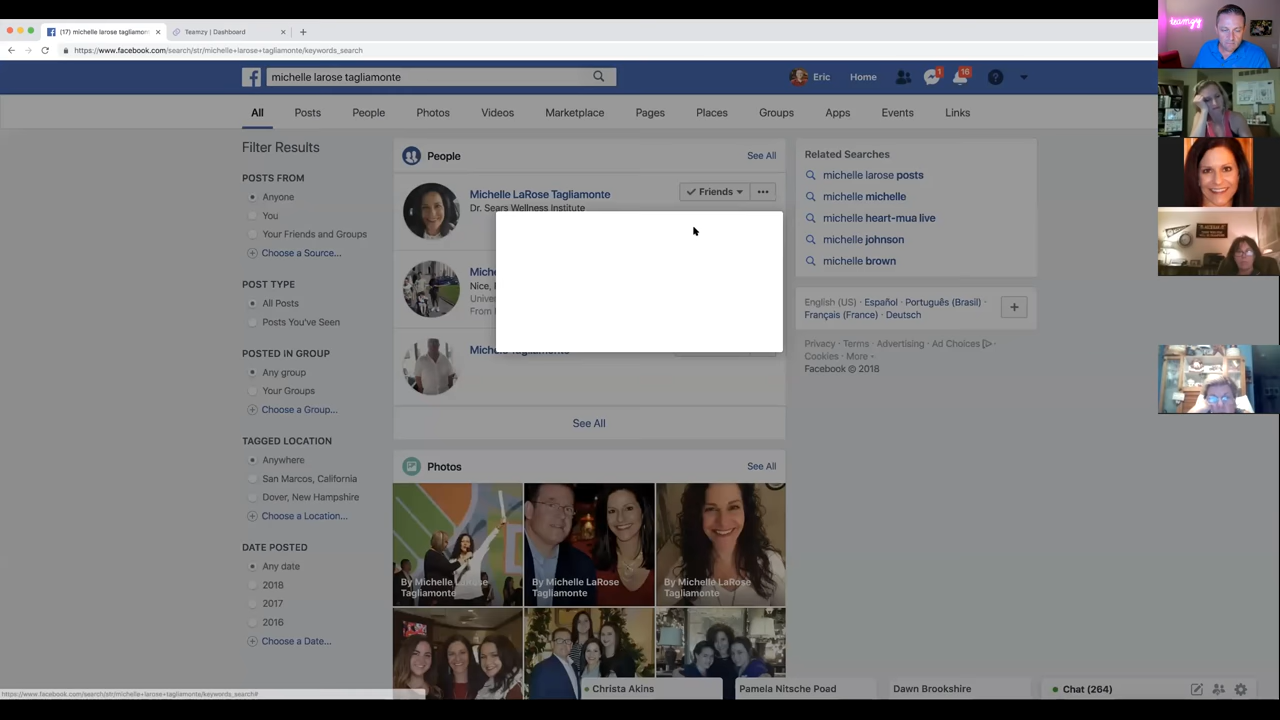 (17) michelle larose tagliamont
Teamzy | Dashboard
https://www.facebook.com/search/str/michelle+larose+tagliamonte/keywords_search
teamzy
michelle larose tagliamonte
Eric
Home
1
16
All
Posts
People
Photos
Videos
Marketplace
Pages
Places
Groups
Apps
Events
Links
Filter Results
POSTS FROM
Anyone
You
Your Friends and Groups
Choose a Source...
POST TYPE
All Posts
Posts You've Seen
POSTED IN GROUP
Any group
Your Groups
Choose a Group...
TAGGED LOCATION
Anywhere
San Marcos, California
Dover, New Hampshire
Choose a Location...
DATE POSTED
Any date
2018
2017
2016
Choose a Date...
People
See All
Michelle LaRose Tagliamonte
Friends
Dr. Sears Wellness Institute
Miche
Nice,
Univer
From
See All
Photos
See All
By Michelle LaRose
Tagliamonte
By Michelle LaRose
Tagliamonte
By Michelle LaRose
Tagliamonte
Related Searches
michelle larose posts
michelle michelle
michelle heart-mua live
michelle johnson
michelle brown
English (US) · Español · Português (Brasil) ·
Français (France) · Deutsch
Privacy · Terms · Advertising · Ad Choices ·
Cookies · More
Facebook © 2018
https://www.facebook.com/search/str/michelle+larose+tagliamonte/keywords_search#
Christa Akins
Pamela Nitsche Poad
Dawn Brookshire
Chat (264)